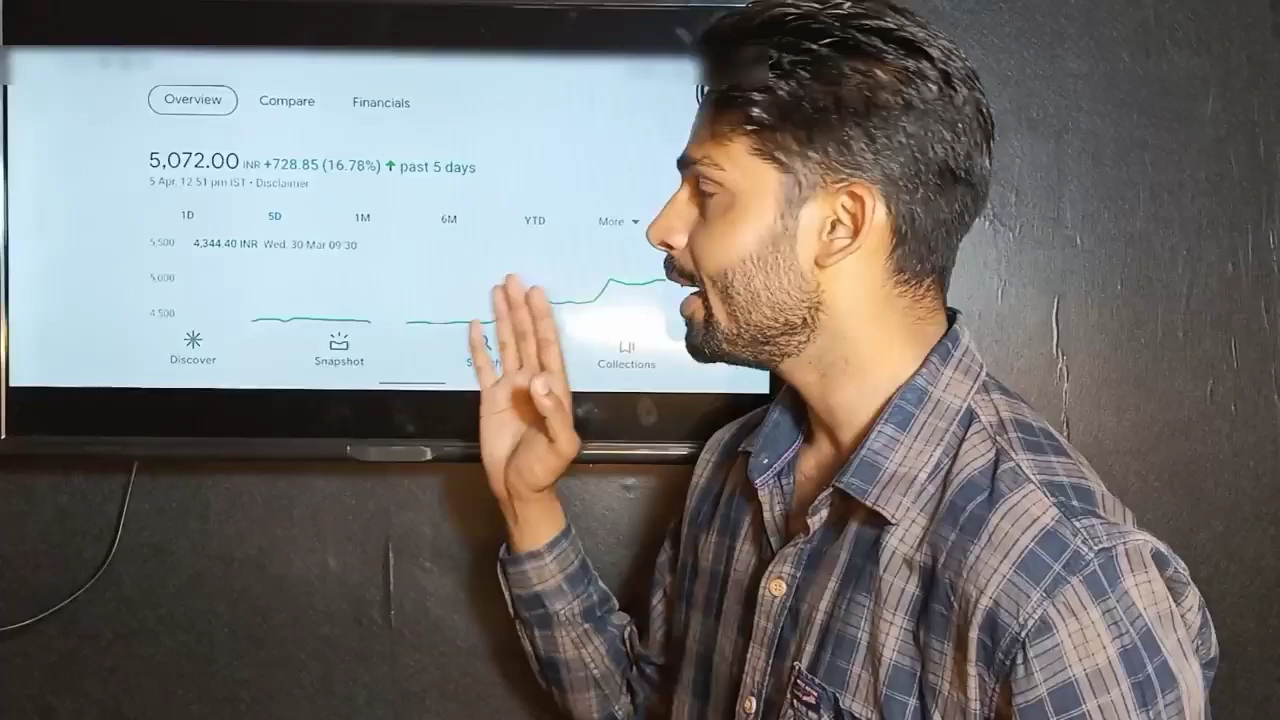 Overview Compare Financials
5,072.00 INR +728.85 (16.78%) ↑ past 5 days
5 Apr, 12:51 pm IST • Disclaimer
1D 5D 1M 6M YTD More
5,500 4,344.40 INR Wed, 30 Mar 09:30
5,000
4,500
Discover Snapshot Collections